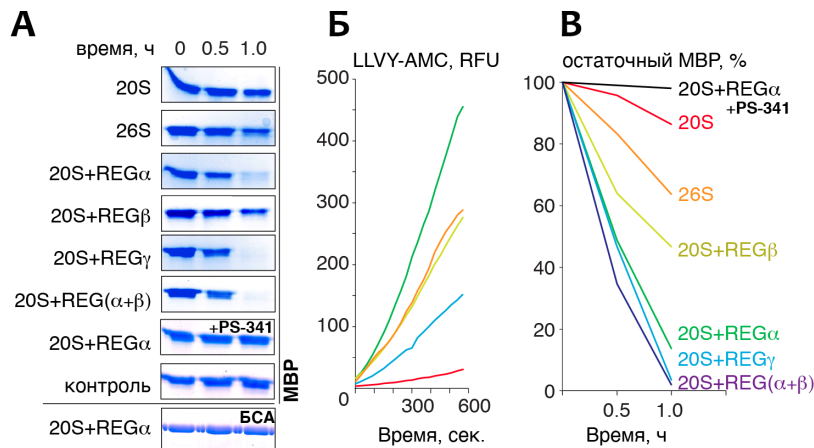 А
время, ч 0 0.5 1.0
20S
26S
20S+REGα
20S+REGβ
20S+REGγ
20S+REG(α+β)
20S+REGα +PS-341
контроль
MBP
20S+REGα БСА
Б
LLVY-AMC, RFU
500
400
300
200
100
0
300 600
Время, сек.
В
остаточный MBP, %
100
80
60
40
20
0
0.5 1.0
Время, ч
20S+REGα
+PS-341
20S
26S
20S+REGβ
20S+REGα
20S+REGγ
20S+REG(α+β)